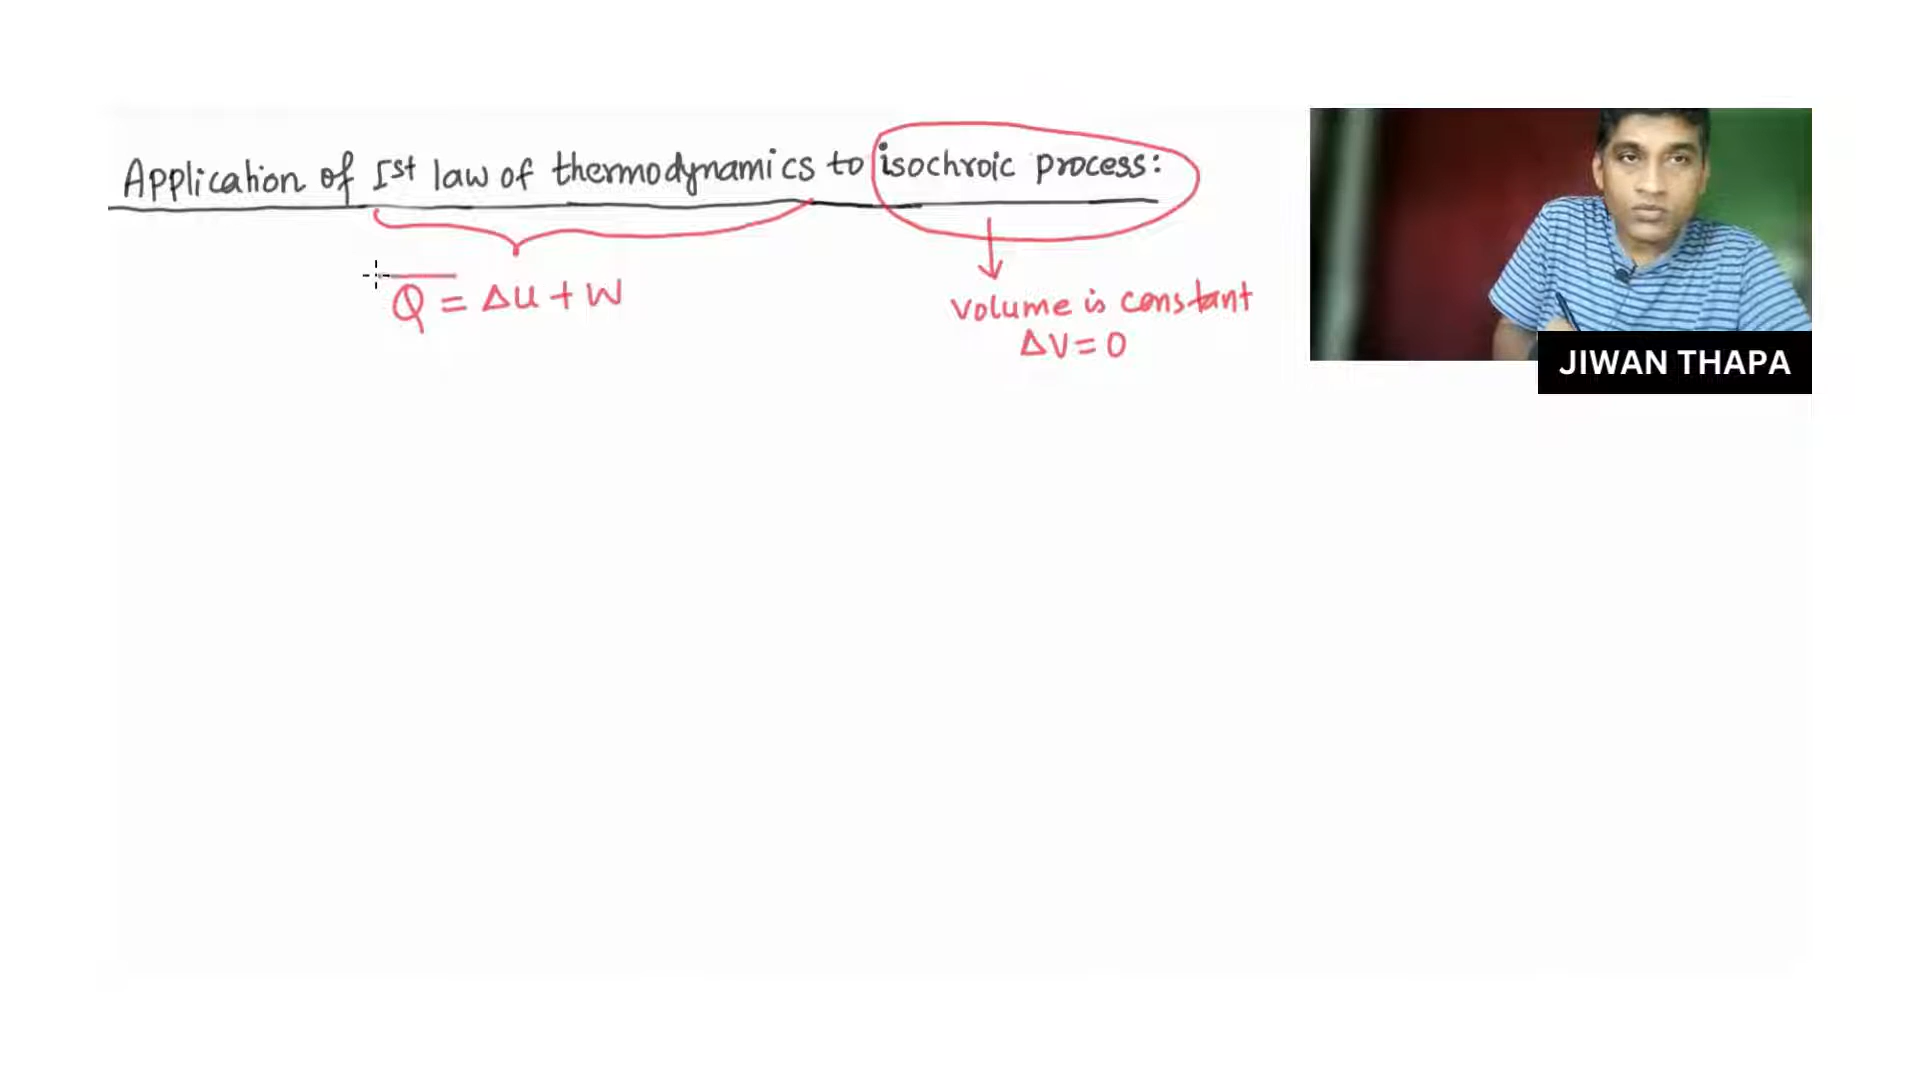 Application of Ist law of thermodynamics to isochroic process:
Q = ΔU + W
Volume is constant
ΔV = 0
JIWAN THAPA